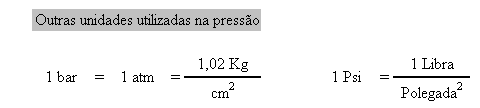 Outras unidades utilizadas na pressão
1 bar = 1 atm = 1,02 Kg / cm² 1 Psi = 1 Libra / Polegada²